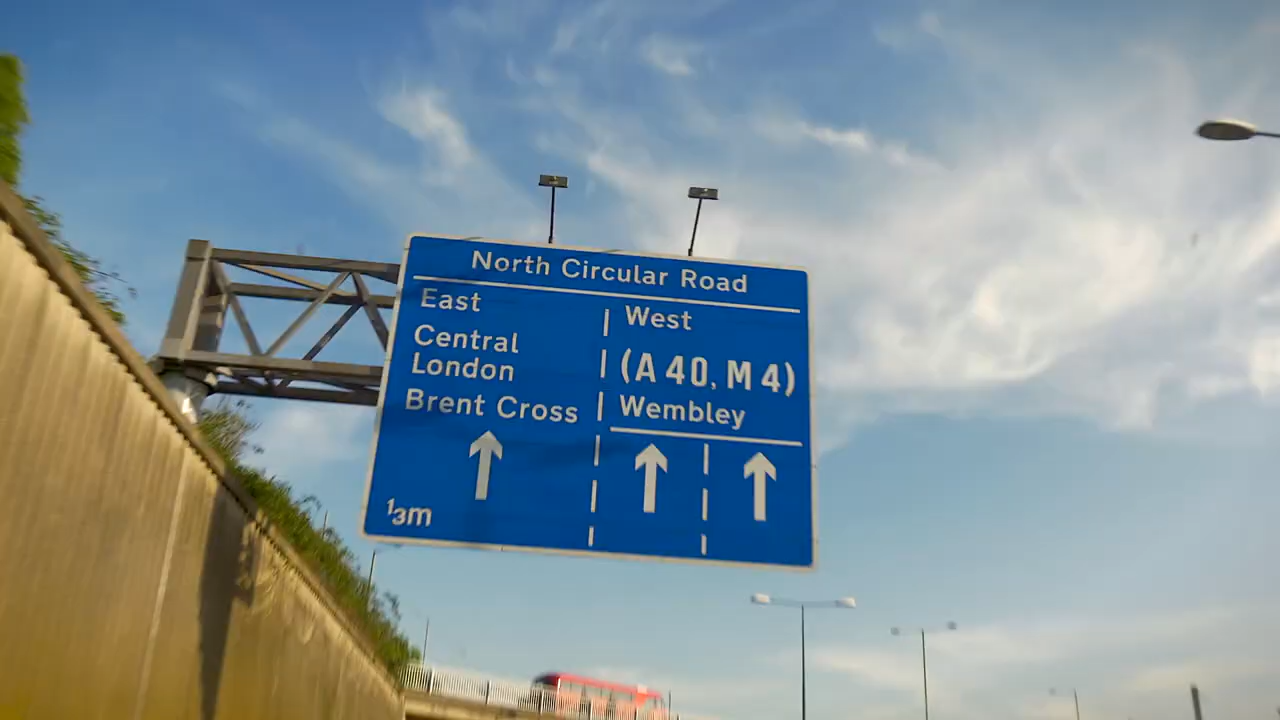 North Circular Road
East
Central
London
Brent Cross
⅓m
West
(A 40, M 4)
Wembley